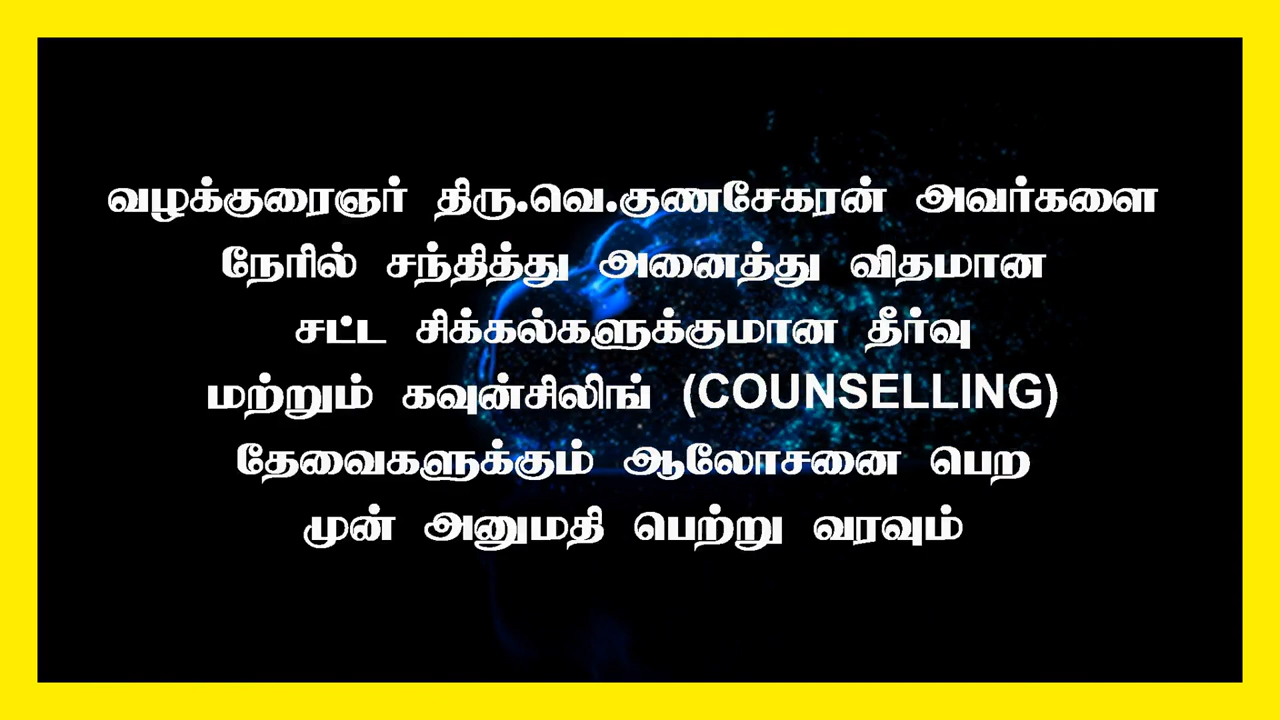 வழக்குரைஞர் திரு.வெ.குணசேகரன் அவர்களை
நேரில் சந்தித்து அனைத்து விதமான
சட்ட சிக்கல்களுக்குமான தீர்வு
மற்றும் கவுன்சிலிங் (COUNSELLING)
தேவைகளுக்கும் ஆலோசனை பெற
முன் அனுமதி பெற்று வரவும்